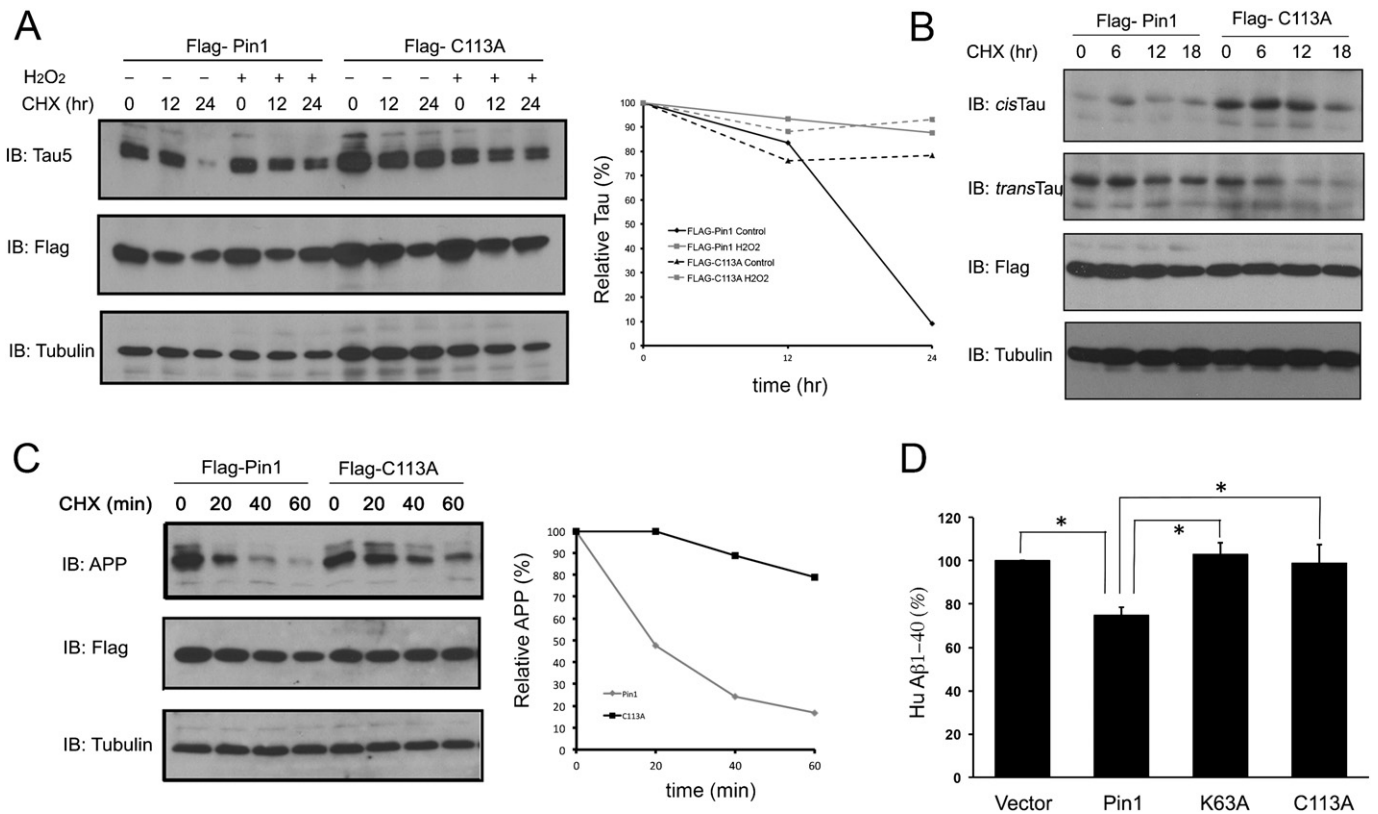 A
Flag- Pin1 Flag- C113A
H2O2 – – – + + + – – – + + +
CHX (hr) 0 12 24 0 12 24 0 12 24 0 12 24
IB: Tau5
IB: Flag
IB: Tubulin
Relative Tau (%)
100
90
80
70
60
50
40
30
20
10
0
0 12 24
time (hr)
FLAG-Pin1 Control
FLAG-Pin1 H2O2
FLAG-C113A Control
FLAG-C113A H2O2
B
Flag- Pin1 Flag- C113A
CHX (hr) 0 6 12 18 0 6 12 18
IB: cisTau
IB: transTau
IB: Flag
IB: Tubulin
C
Flag-Pin1 Flag-C113A
CHX (min) 0 20 40 60 0 20 40 60
IB: APP
IB: Flag
IB: Tubulin
Relative APP (%)
100
90
80
70
60
50
40
30
20
10
0
0 20 40 60
time (min)
Pin1
C113A
D
* * *
Hu Aβ1–40 (%)
120
100
80
60
40
20
0
Vector Pin1 K63A C113A